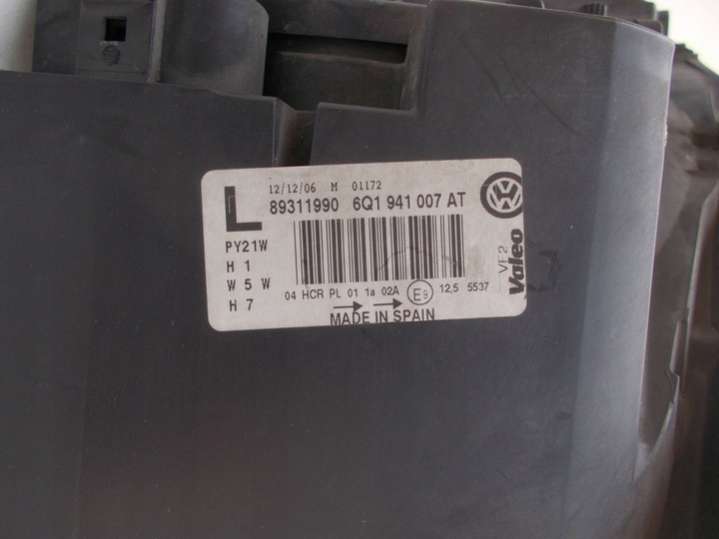 12/12/06 M 01172
L 89311990 6Q1 941 007 AT
PY21W
H 1
W 5 W
H 7
04 HCR PL 01 1a 02A E9 12,5 5537
MADE IN SPAIN
VF2
Valeo